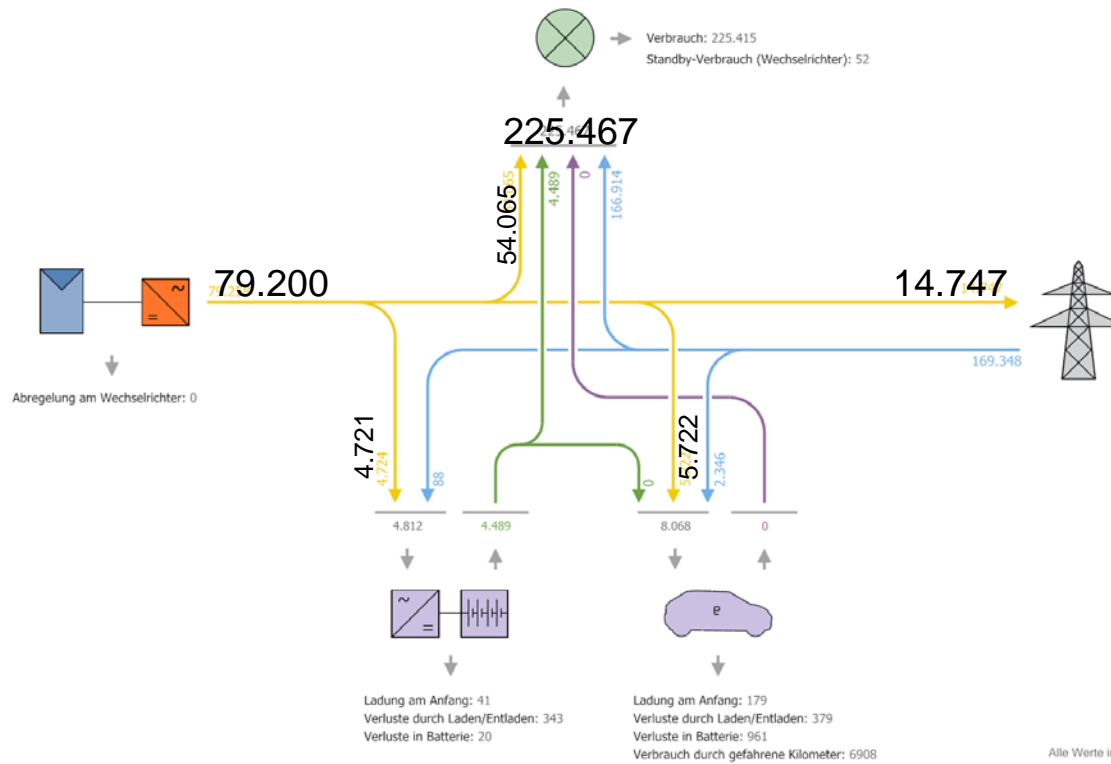 Verbrauch: 225.415
Standby-Verbrauch (Wechselrichter): 52
225.467
54.065
4.489
0
166.914
79.200
14.747
169.348
Abregelung am Wechselrichter: 0
4.721
4.724
88
0
5.722
2.346
4.812
4.489
8.068
0
e
Ladung am Anfang: 41
Verluste durch Laden/Entladen: 343
Verluste in Batterie: 20
Ladung am Anfang: 179
Verluste durch Laden/Entladen: 379
Verluste in Batterie: 961
Verbrauch durch gefahrene Kilometer: 6908
Alle Werte